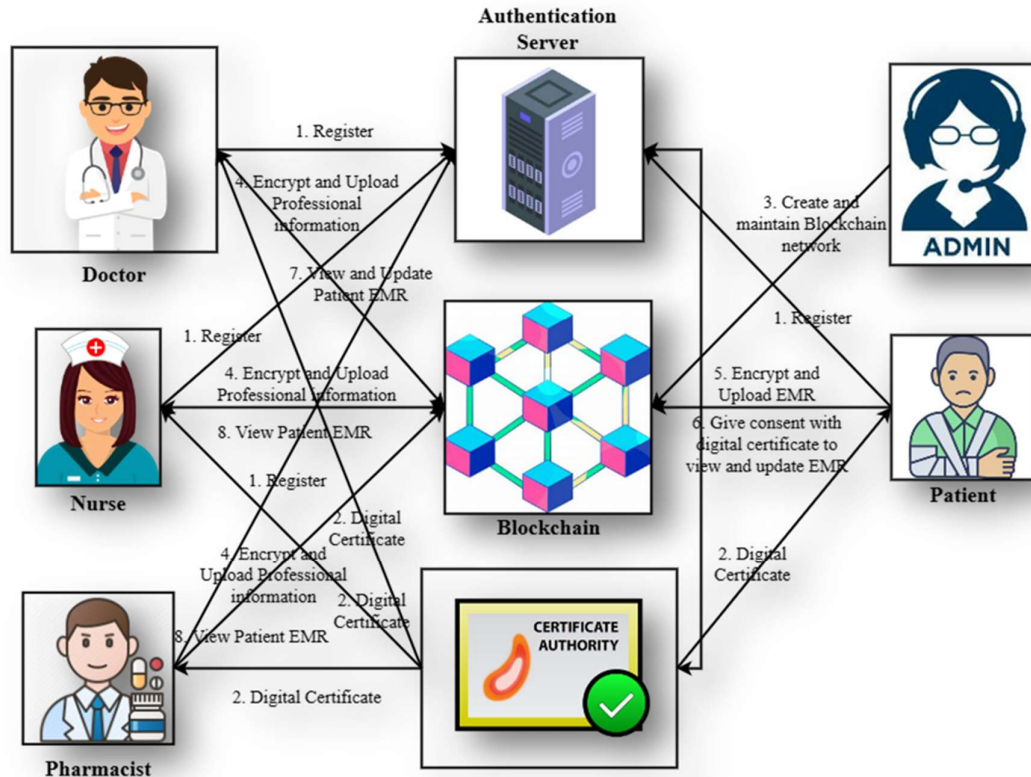 Authentication
Server
1. Register
4. Encrypt and Upload
Professional
information
3. Create and
maintain Blockchain
network
ADMIN
Doctor
7. View and Update
Patient EMR
1. Register
1. Register
4. Encrypt and Upload
Professional information
5. Encrypt and
Upload EMR
8. View Patient EMR
6. Give consent with
digital certificate to
view and update EMR
Nurse
1. Register
Blockchain
Patient
2. Digital
Certificate
4. Encrypt and
Upload Professional
information
2. Digital
Certificate
2. Digital
Certificate
8. View Patient EMR
CERTIFICATE
AUTHORITY
2. Digital Certificate
Pharmacist